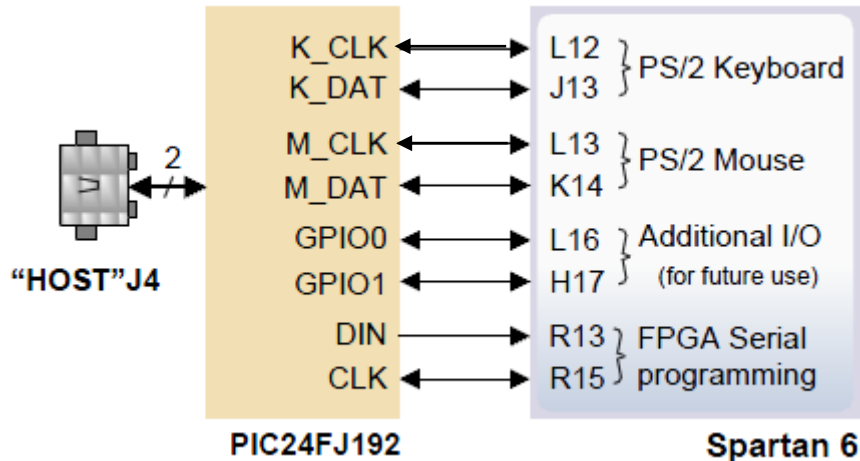 K_CLK L12
PS/2 Keyboard
K_DAT J13
2
M_CLK L13
PS/2 Mouse
M_DAT K14
GPIO0 L16 Additional I/O
"HOST"J4
GPIO1 H17 (for future use)
DIN R13 FPGA Serial
CLK R15 programming
PIC24FJ192 Spartan 6